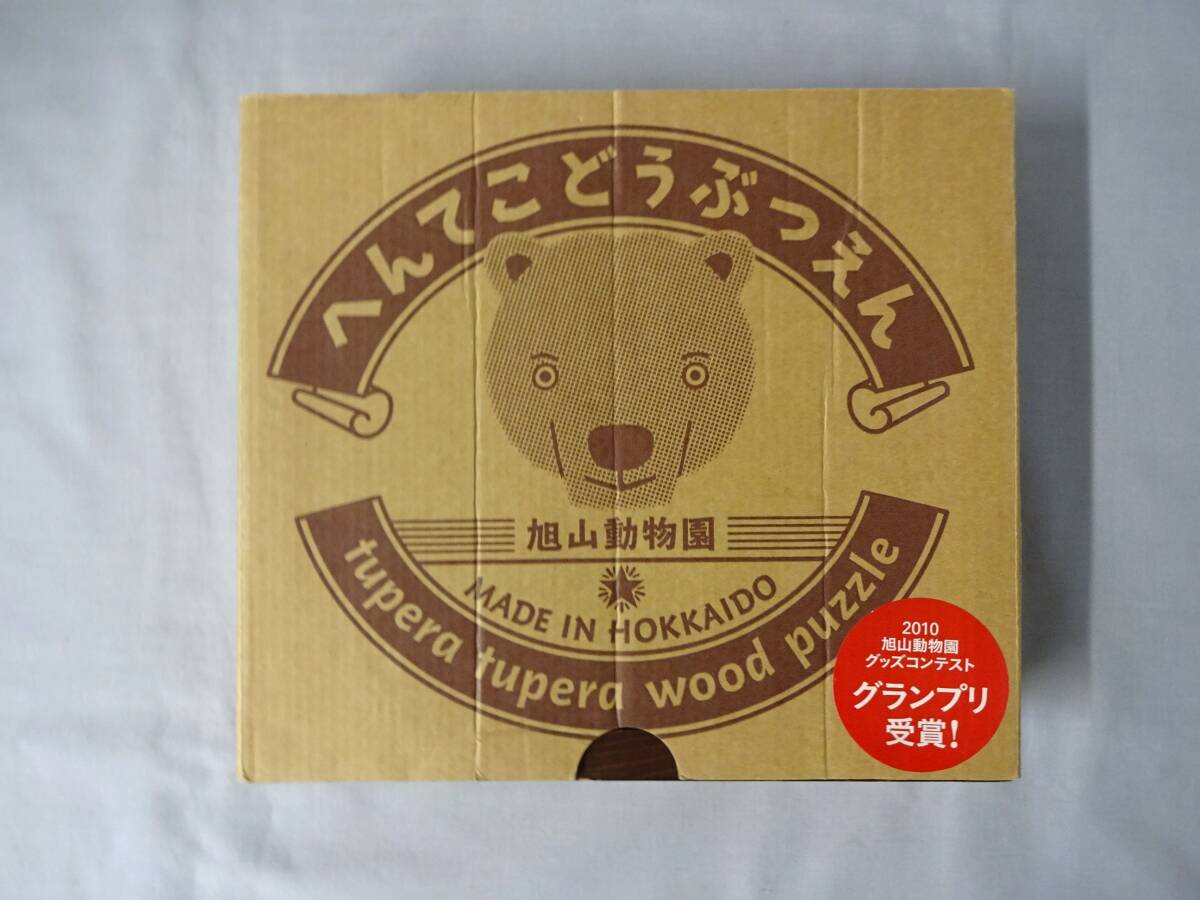 へんてこどうぶつえん
旭山動物園
MADE IN HOKKAIDO
tupera tupera wood puzzle
2010
旭山動物園
グッズコンテスト
グランプリ
受賞!